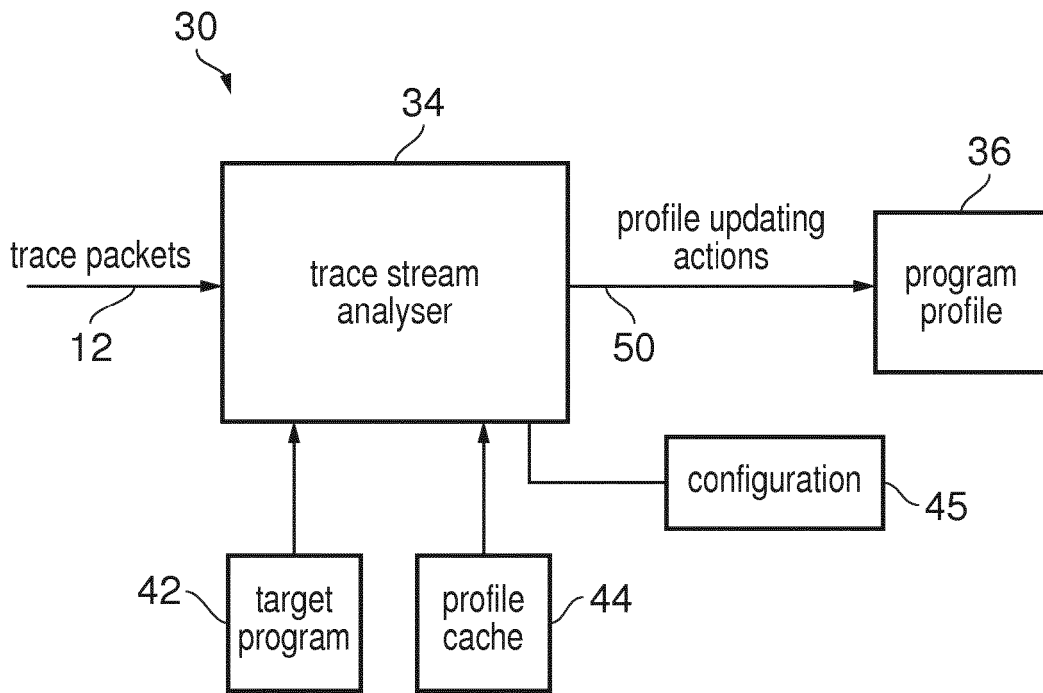 30
34
36
trace packets
12
trace stream
analyser
profile updating
actions
50
program
profile
configuration
45
42
target
program
profile
cache
44